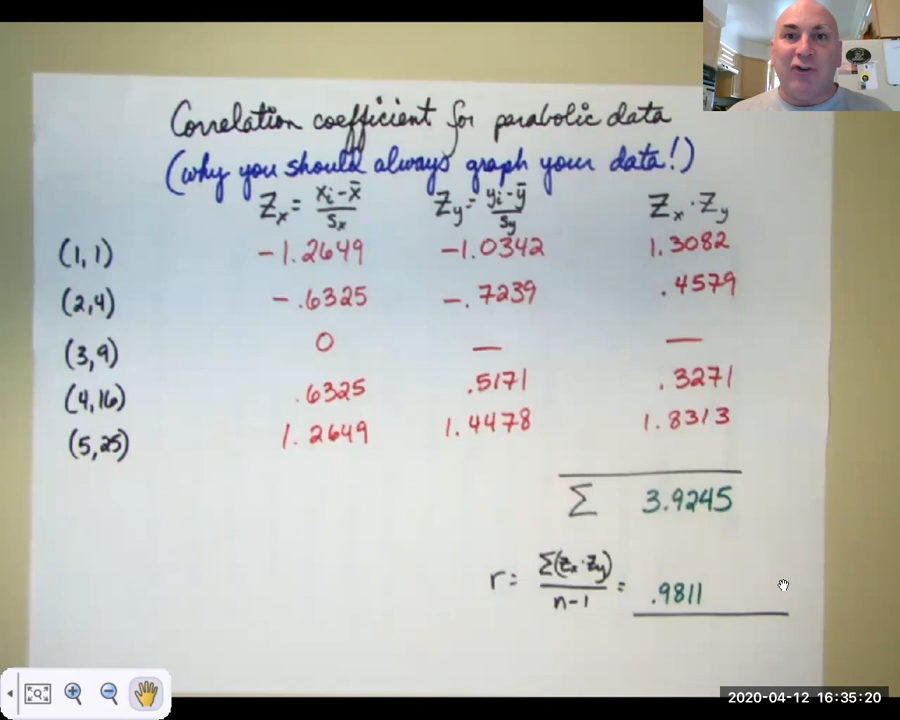 Correlation coefficient for parabolic data
(why you should always graph your data!)
Zx = xi - x̄ / sx   Zy = yi - ȳ / sy   Zx · Zy
(1, 1)   -1.2649   -1.0342   1.3082
(2,4)   -.6325   -.7239   .4579
(3,9)   0   —   —
(4,16)   .6325   .5171   .3271
(5,25)   1.2649   1.4478   1.8313
Σ 3.9245
r = Σ(Zx·Zy) / n-1 = .9811
2020-04-12 16:35:20